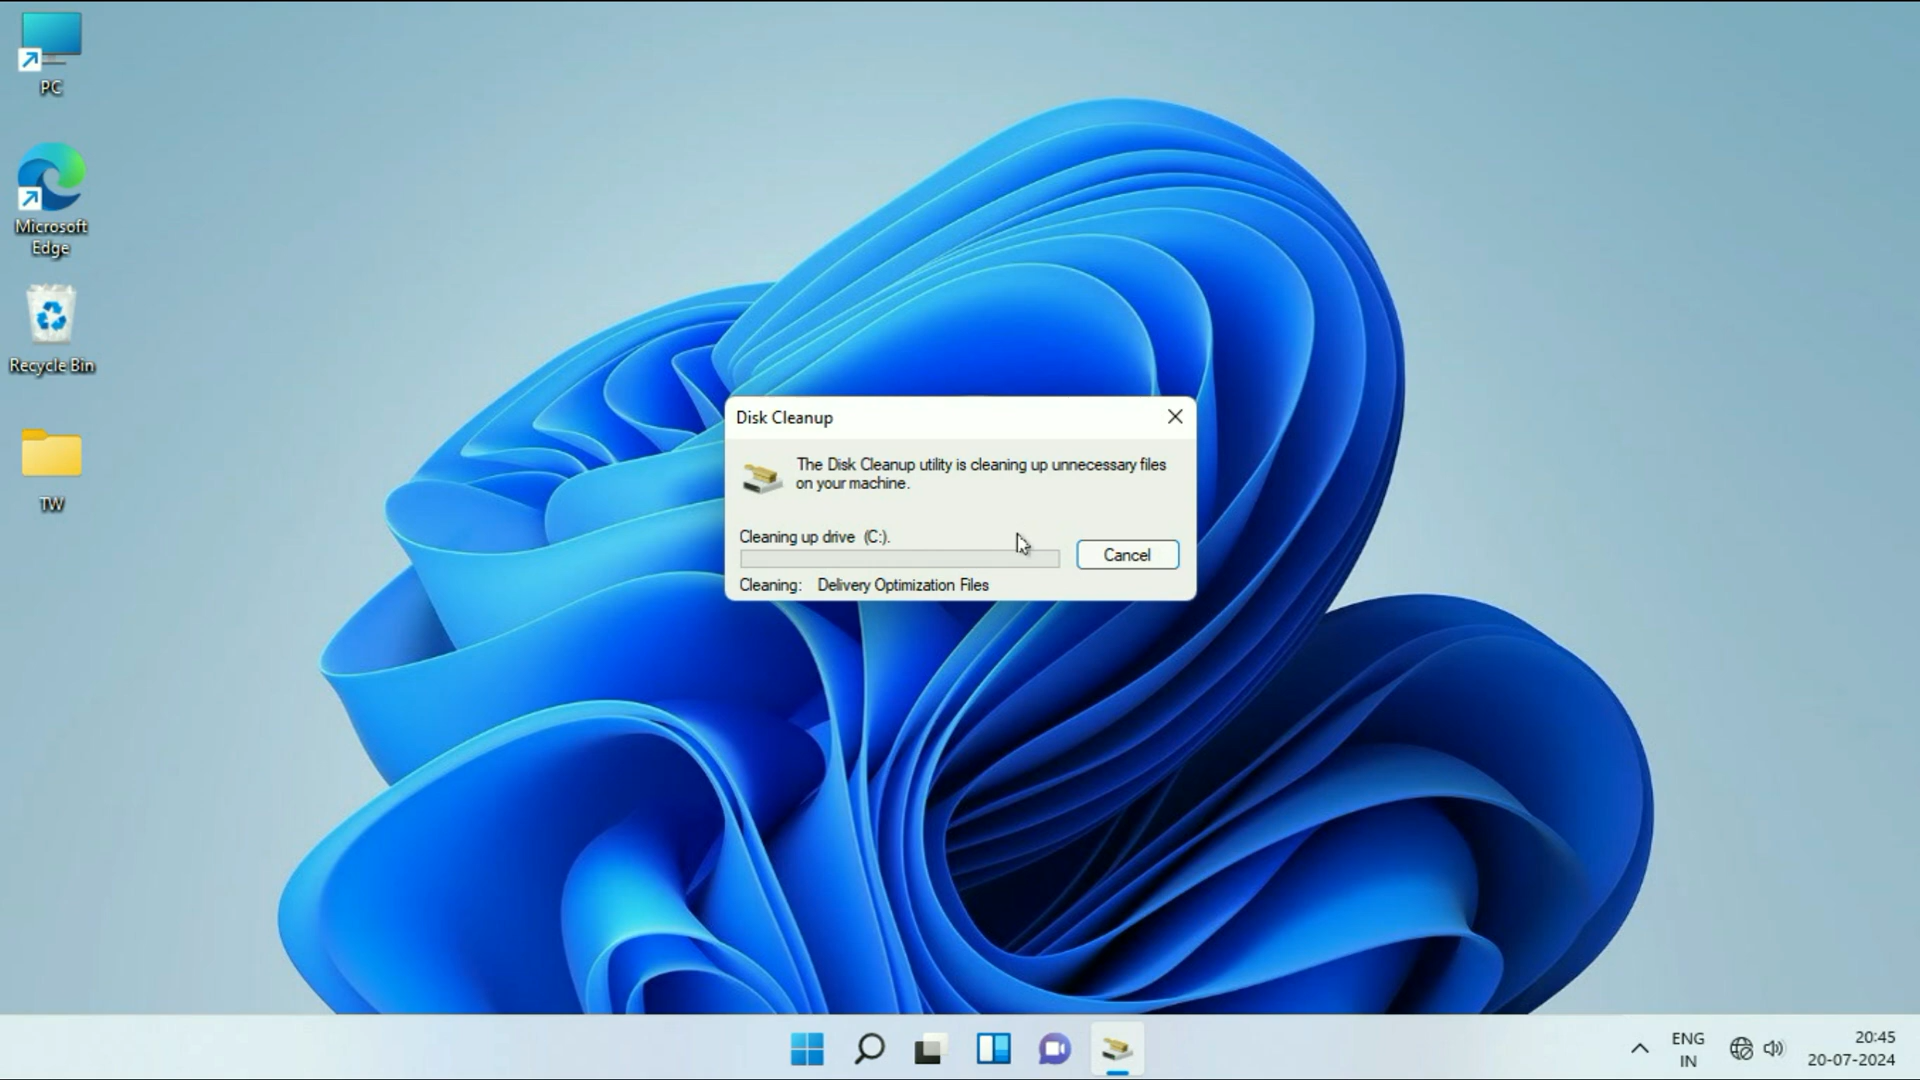 PC
Microsoft
Edge
Recycle Bin
TW
Disk Cleanup
The Disk Cleanup utility is cleaning up unnecessary files
on your machine.
Cleaning up drive (C:).
Cancel
Cleaning: Delivery Optimization Files
ENG
IN
20:45
20-07-2024